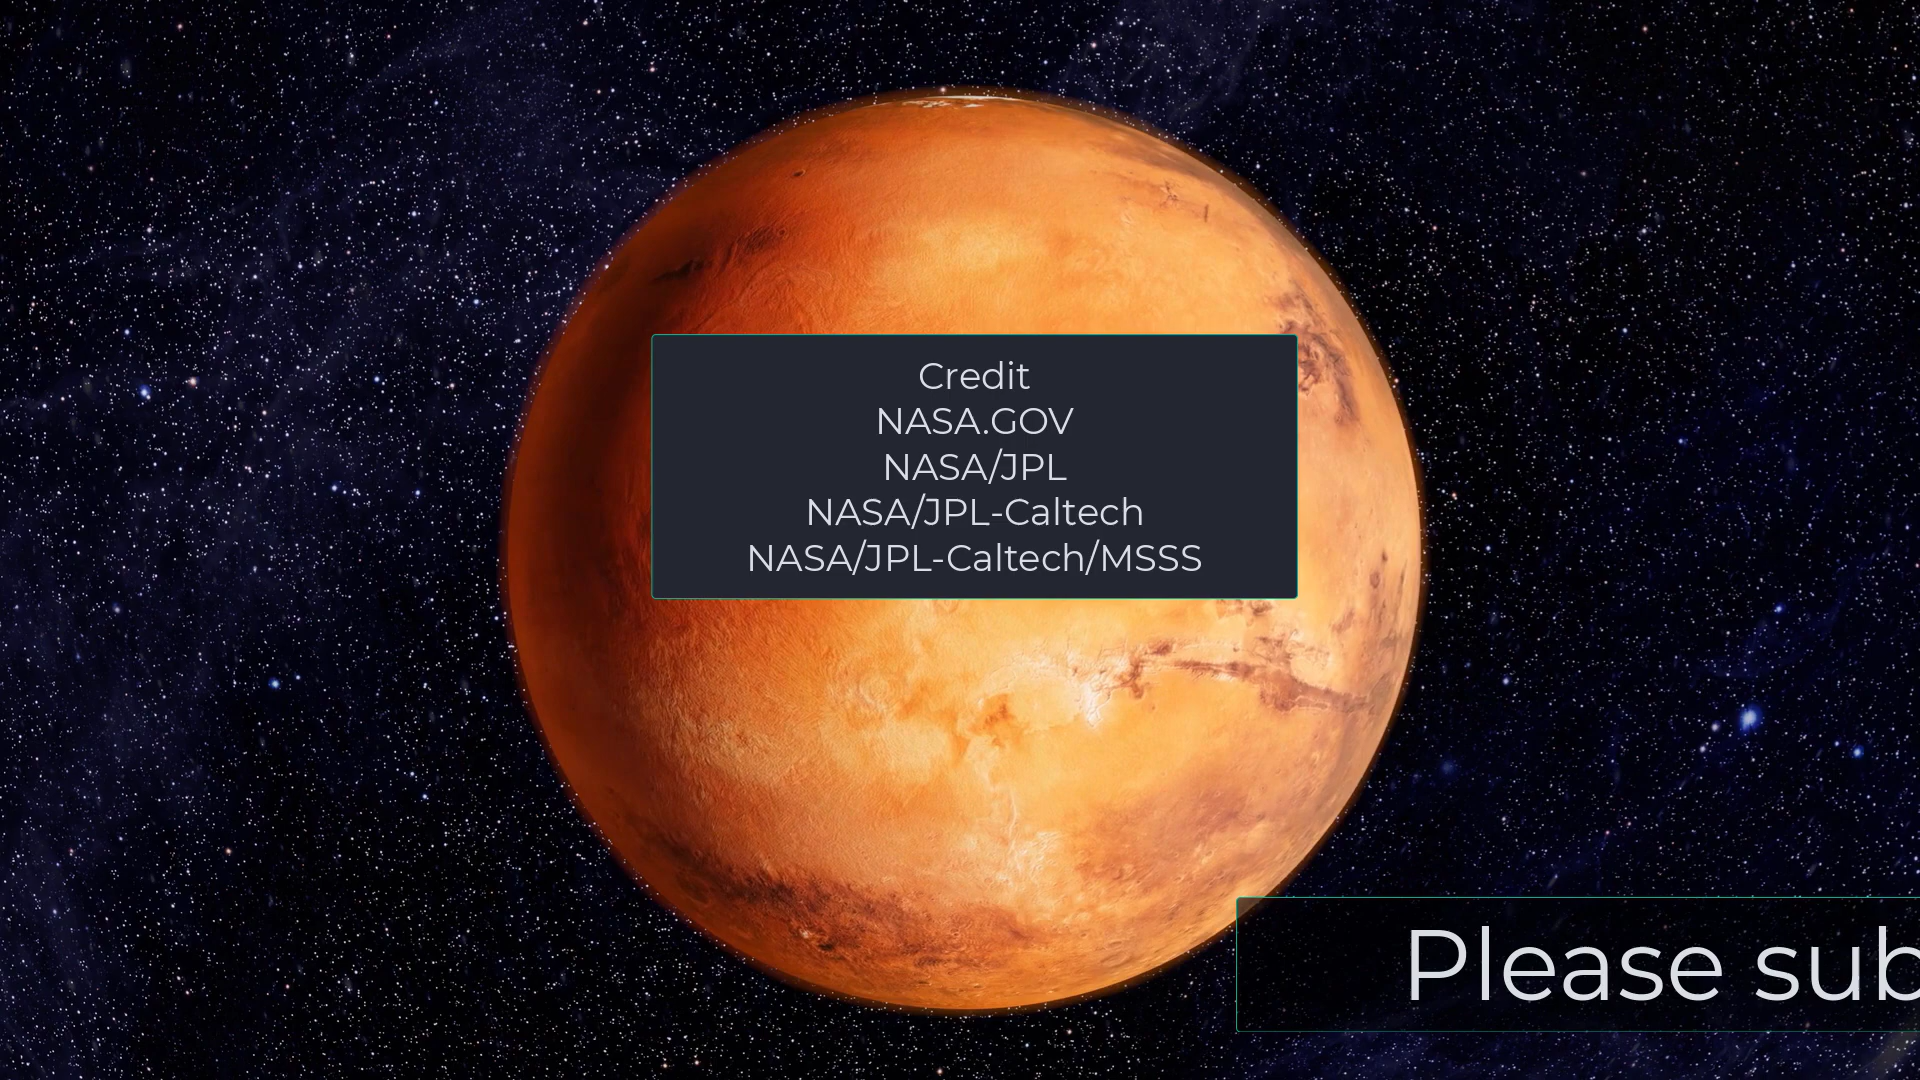 Credit
NASA.GOV
NASA/JPL
NASA/JPL-Caltech
NASA/JPL-Caltech/MSSS
Please sub